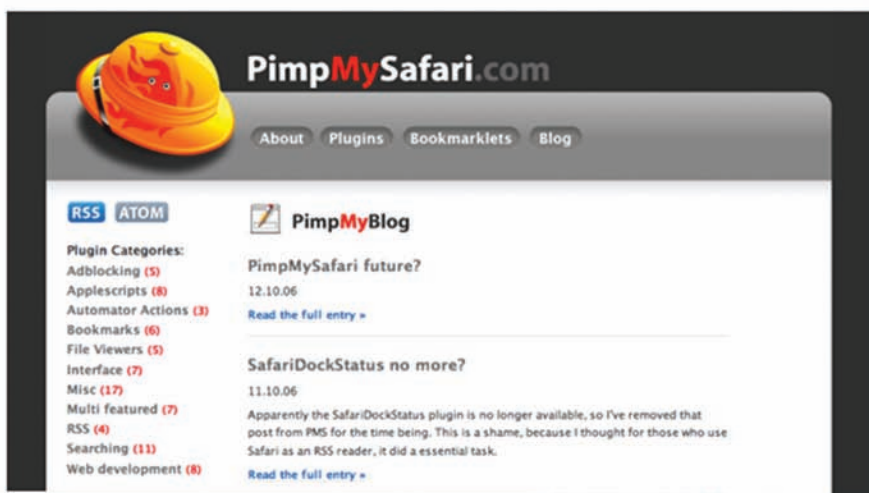 PimpMySafari.com
About Plugins Bookmarklets Blog
RSS ATOM
Plugin Categories:
Adblocking (5)
Applescripts (8)
Automator Actions (3)
Bookmarks (6)
File Viewers (5)
Interface (7)
Misc (17)
Multi featured (7)
RSS (4)
Searching (11)
Web development (8)
PimpMyBlog
PimpMySafari future?
12.10.06
Read the full entry »
SafariDockStatus no more?
11.10.06
Apparently the SafariDockStatus plugin is no longer available, so I've removed that
post from PMS for the time being. This is a shame, because I thought for those who use
Safari as an RSS reader, it did a essential task.
Read the full entry »